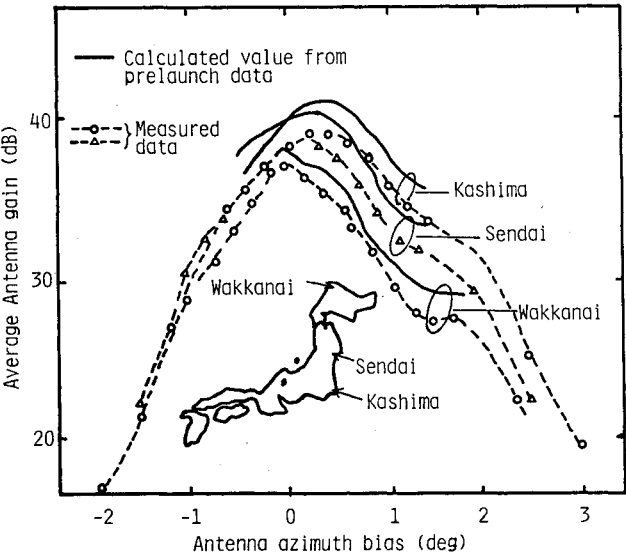 Calculated value from
prelaunch data
Measured
data
Average Antenna gain (dB)
40
30
20
Kashima
Sendai
Wakkanai
Wakkanai
Sendai
Kashima
-2
-1
0
1
2
3
Antenna azimuth bias (deg)